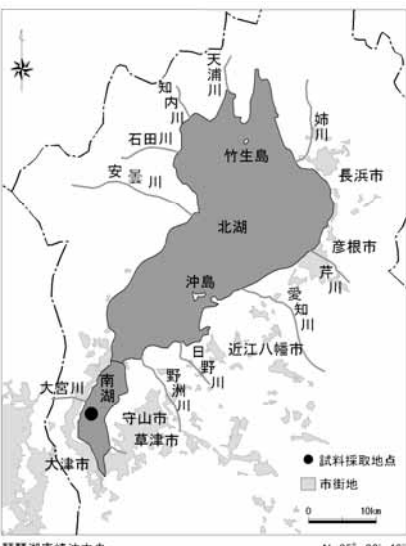 天浦川
知内川
石田川
姉川
竹生島
安曇川
長浜市
北湖
彦根市
芹川
沖島
愛知川
近江八幡市
日野川
大宮川
南湖
野洲川
守山市
草津市
大津市
試料採取地点
市街地
0 10km